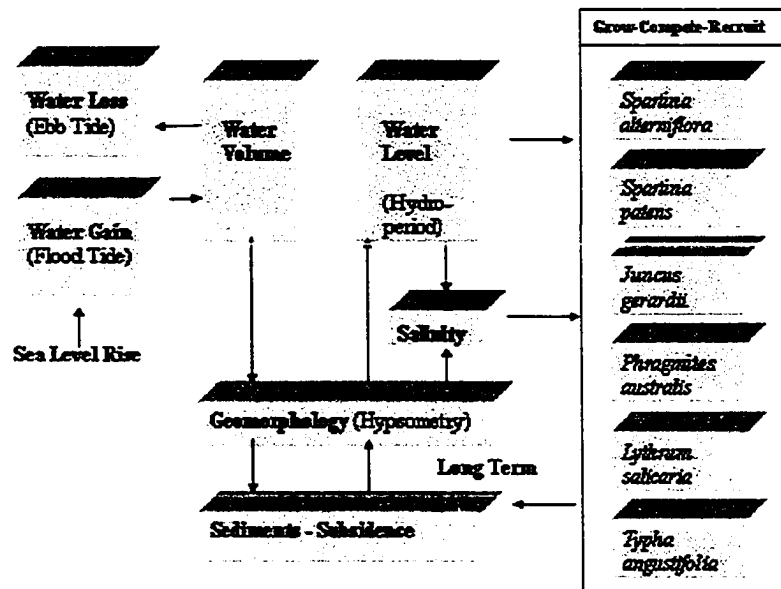 Grow-Compete-Recruit
Water Loss
(Ebb Tide)
Water
Volume
Water
Level
(Hydro-
period)
Water Gain
(Flood Tide)
Sea Level Rise
Salinity
Geomorphology (Hypsometry)
Long Term
Sediments - Subsidence
Spartina
alterniflora
Spartina
patens
Juncus
gerardii
Phragmites
australis
Lythrum
salicaria
Typha
angustifolia